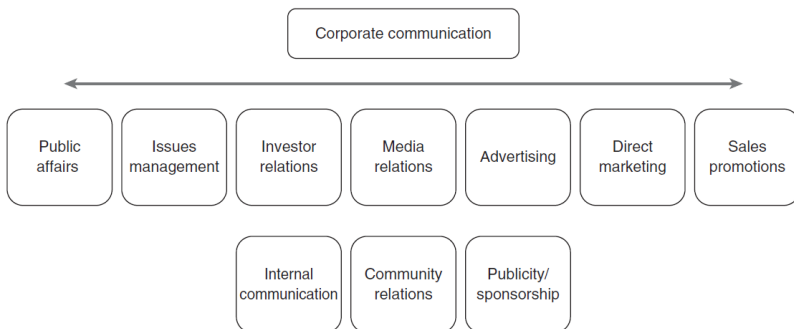 Corporate communication
Public
affairs
Issues
management
Investor
relations
Media
relations
Advertising
Direct
marketing
Sales
promotions
Internal
communication
Community
relations
Publicity/
sponsorship